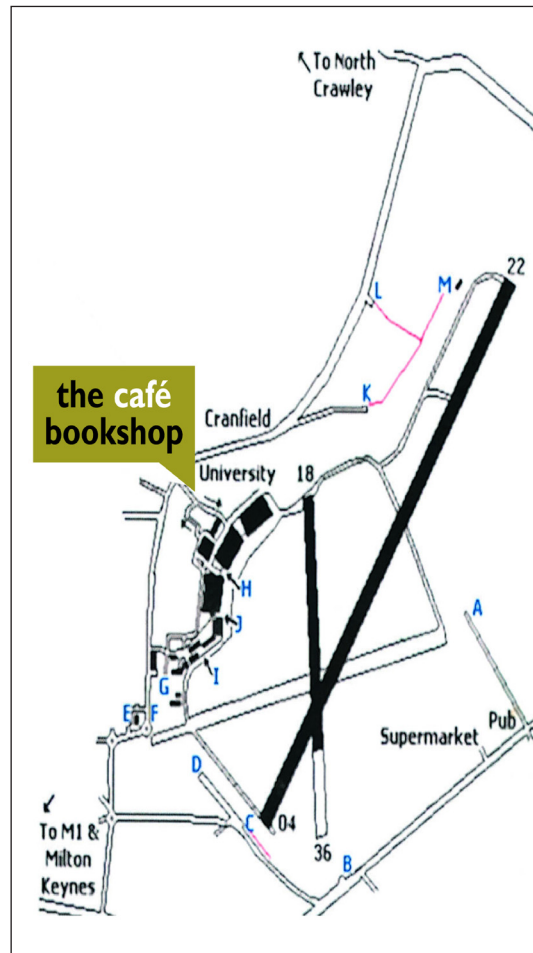 To North
Crawley
22
L
M
the café
bookshop
K
Cranfield
University
18
H
A
J
I
G
E
F
Pub
Supermarket
D
C
04
36
B
To M1 &
Milton
Keynes